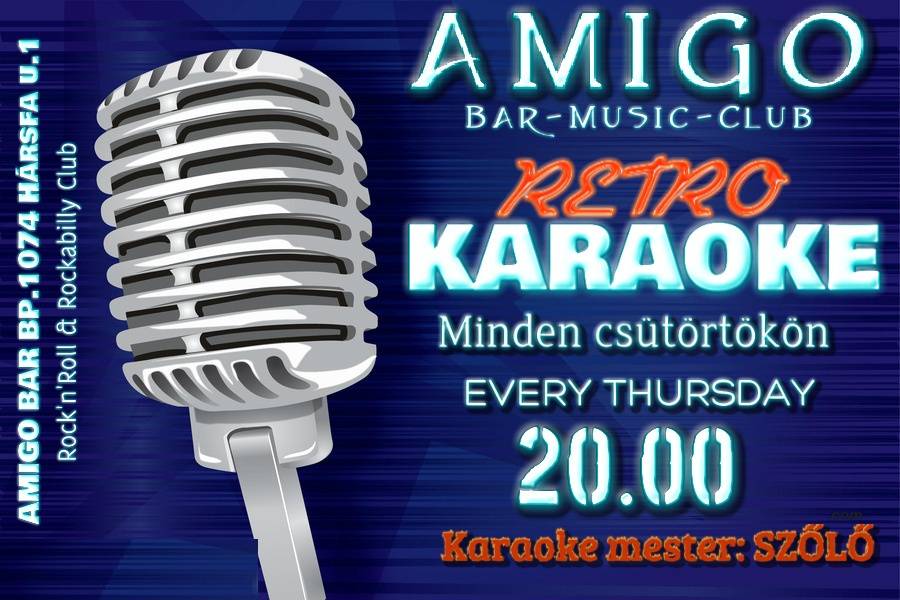 AMIGO
BAR-MUSIC-CLUB
RETRO
KARAOKE
Minden csütörtökön
EVERY THURSDAY
20.00
.com
Karaoke mester: SZŐLŐ
AMIGO BAR BP.1074 HÁRSFA U.1
Rock'n'Roll & Rockabilly Club